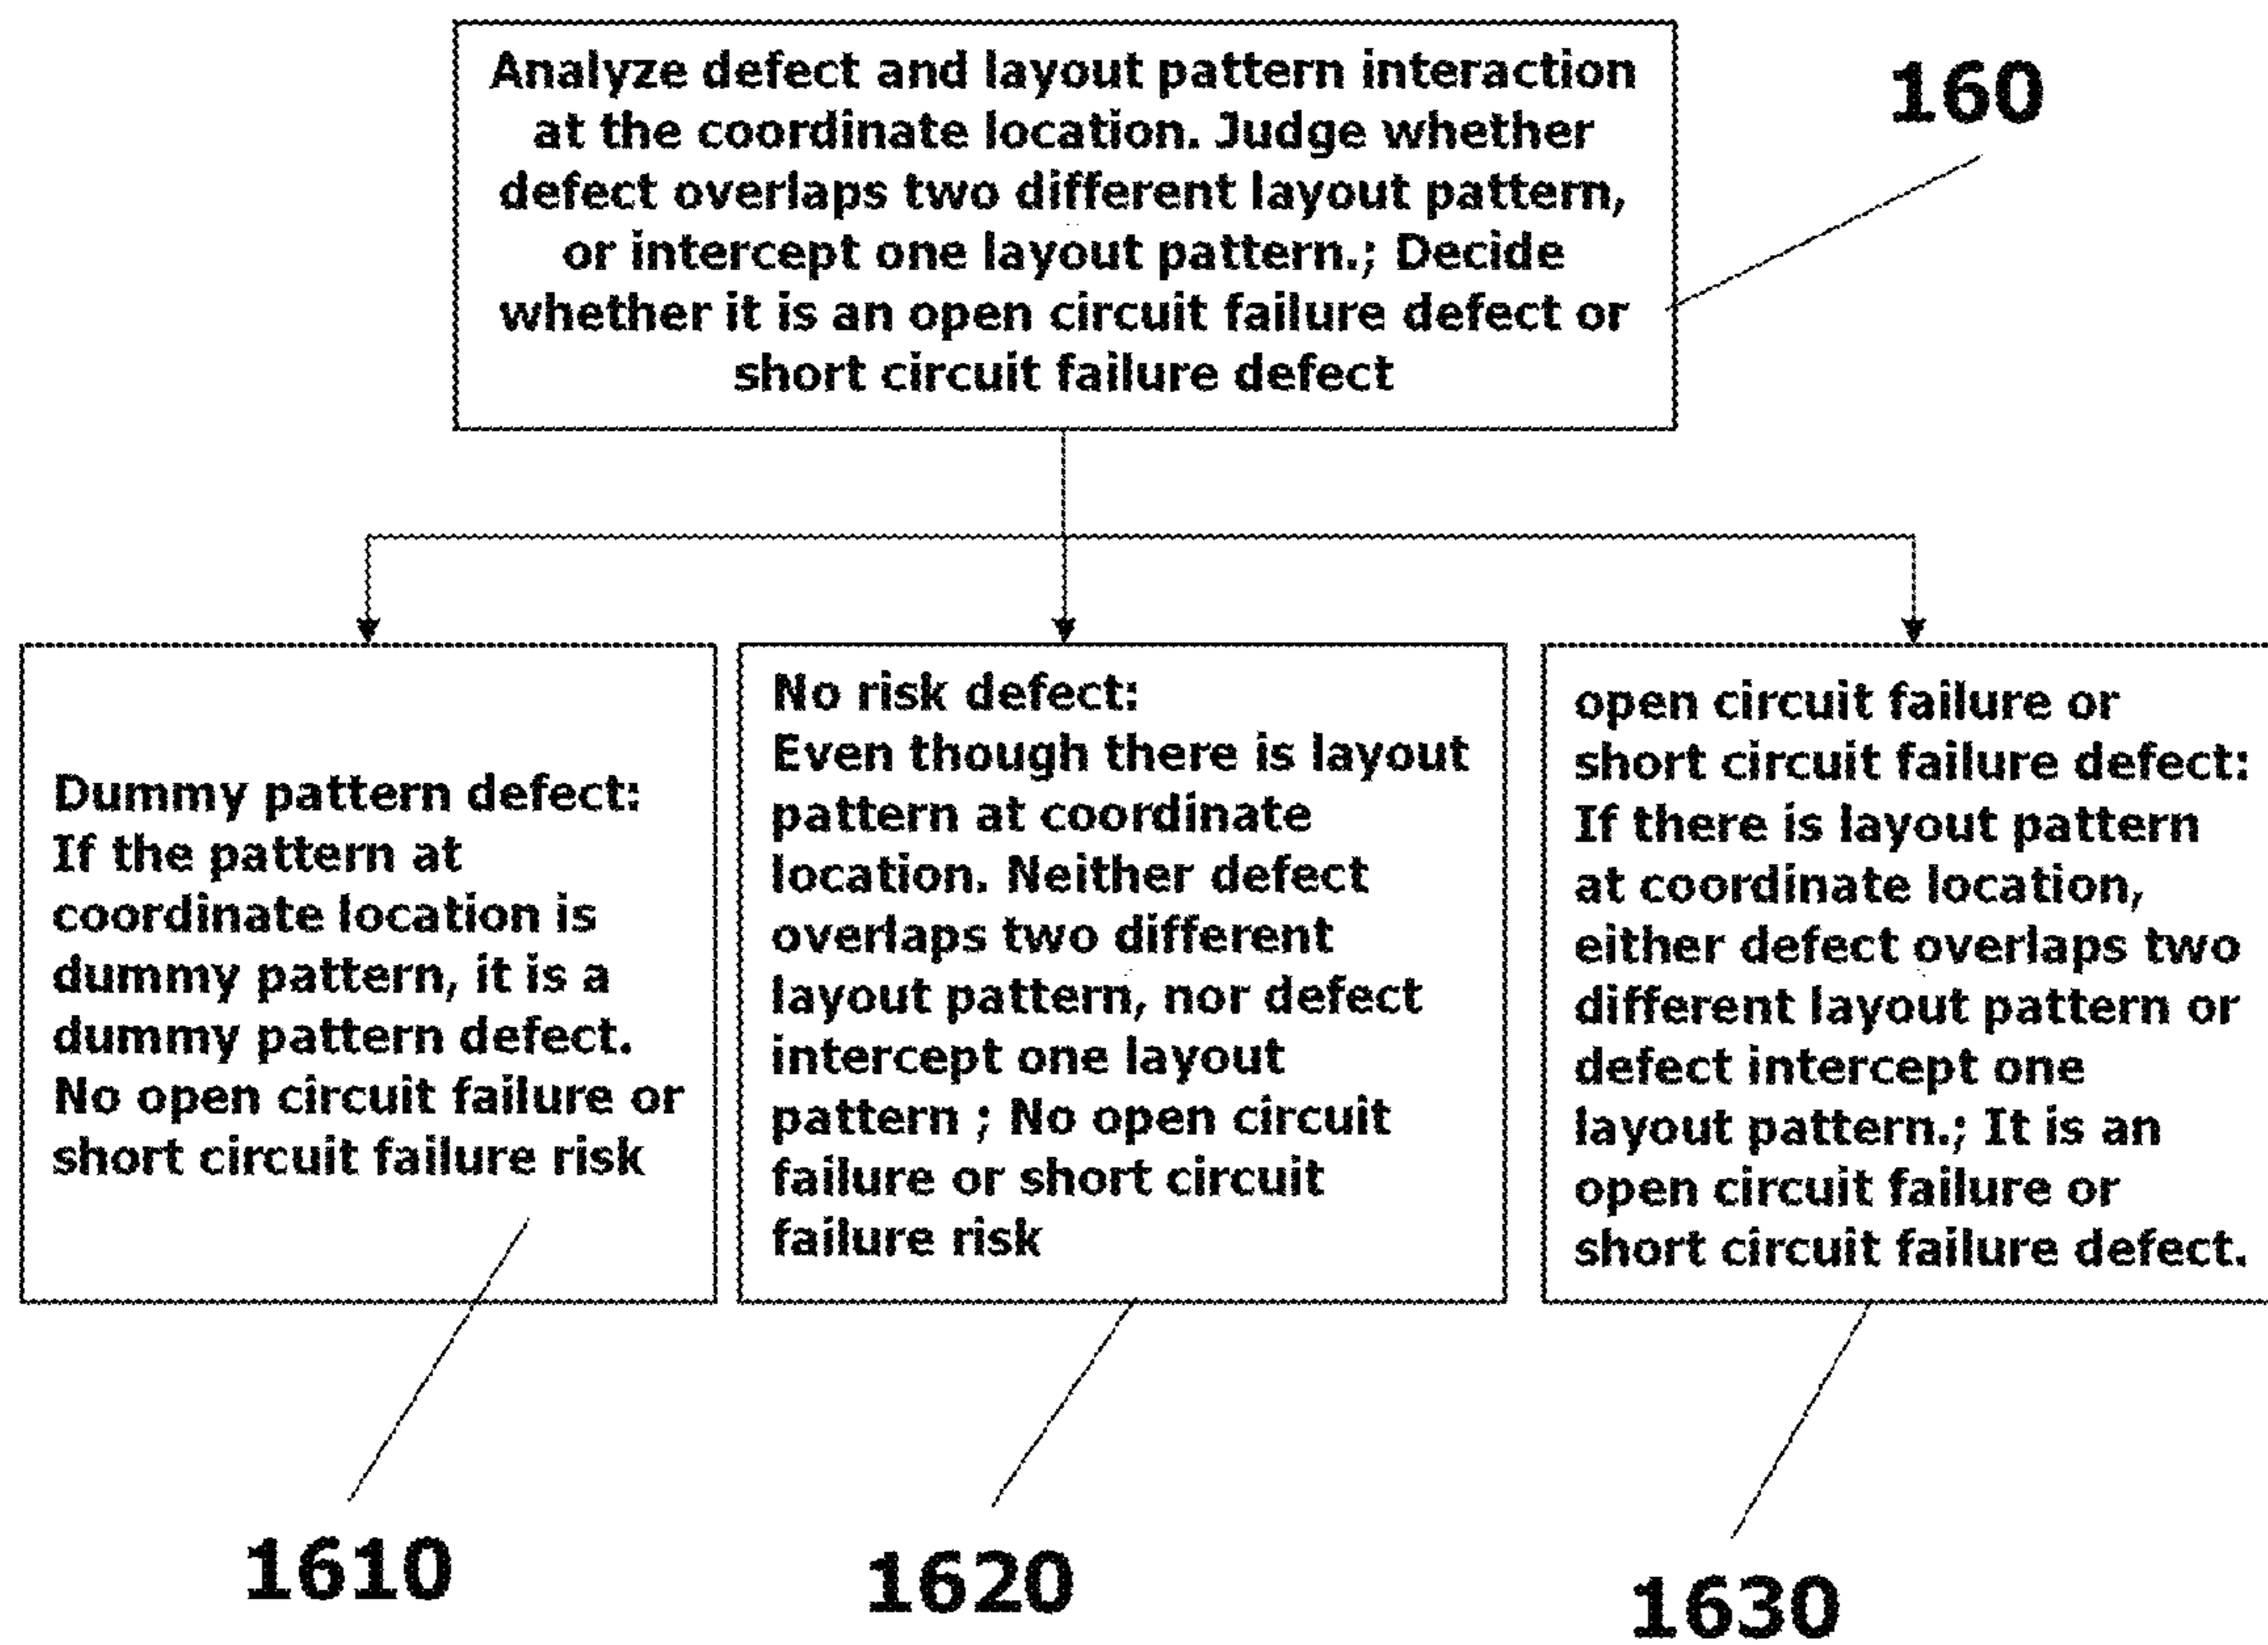 Analyze defect and layout pattern interaction
at the coordinate location. Judge whether
defect overlaps two different layout pattern,
or intercept one layout pattern.; Decide
whether it is an open circuit failure defect or
short circuit failure defect
160
Dummy pattern defect:
If the pattern at
coordinate location is
dummy pattern, it is a
dummy pattern defect.
No open circuit failure or
short circuit failure risk
No risk defect:
Even though there is layout
pattern at coordinate
location. Neither defect
overlaps two different
layout pattern, nor defect
intercept one layout
pattern ; No open circuit
failure or short circuit
failure risk
open circuit failure or
short circuit failure defect:
If there is layout pattern
at coordinate location,
either defect overlaps two
different layout pattern or
defect intercept one
layout pattern.; It is an
open circuit failure or
short circuit failure defect.
1610
1620
1630